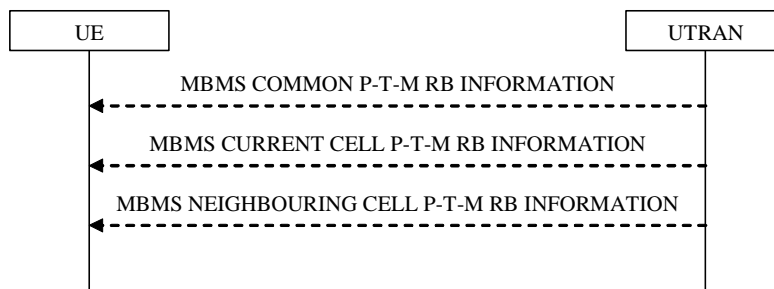 UE
UTRAN
MBMS COMMON P-T-M RB INFORMATION
MBMS CURRENT CELL P-T-M RB INFORMATION
MBMS NEIGHBOURING CELL P-T-M RB INFORMATION